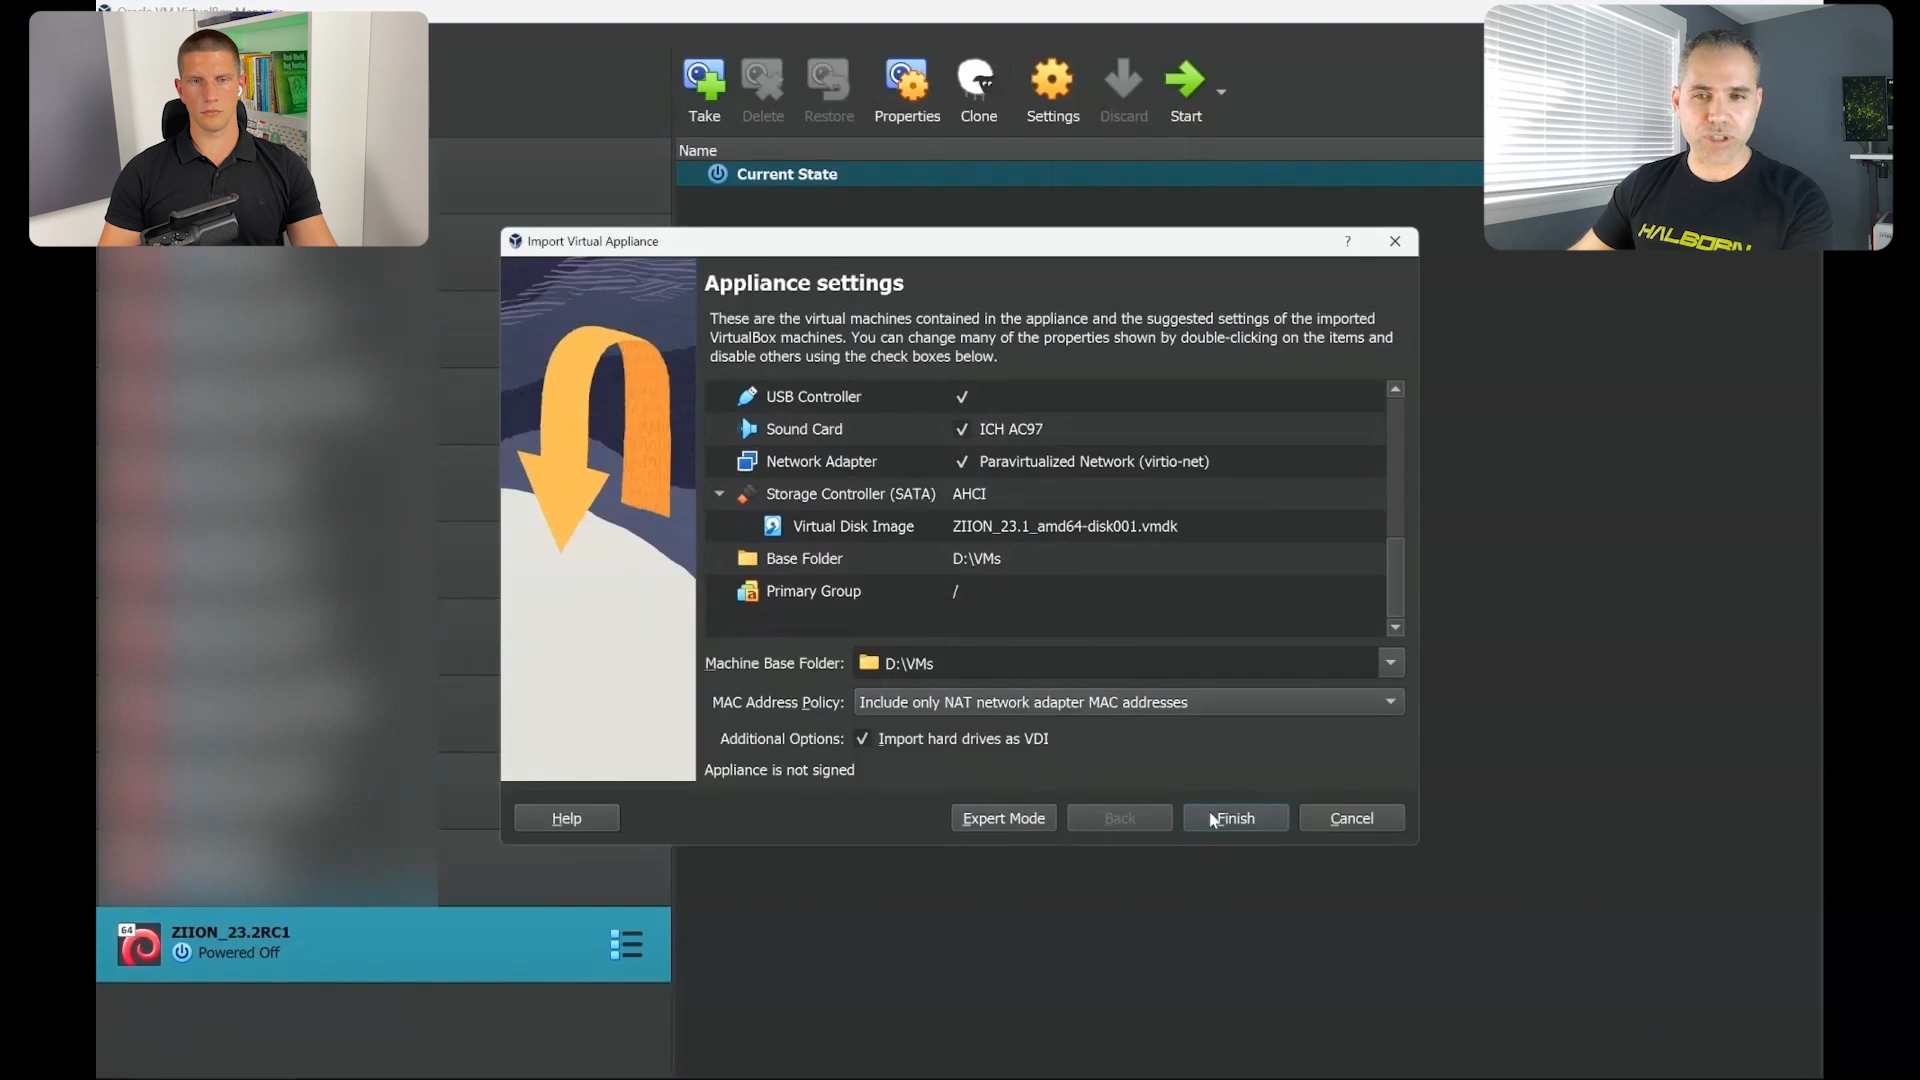 Oracle VM VirtualBox Manager
Take
Delete
Restore
Properties
Clone
Settings
Discard
Start
Name
Current State
HALBORN
Import Virtual Appliance
?
Appliance settings
These are the virtual machines contained in the appliance and the suggested settings of the imported
VirtualBox machines. You can change many of the properties shown by double-clicking on the items and
disable others using the check boxes below.
USB Controller
Sound Card ICH AC97
Network Adapter Paravirtualized Network (virtio-net)
Storage Controller (SATA) AHCI
Virtual Disk Image ZIION_23.1_amd64-disk001.vmdk
Base Folder D:\VMs
Primary Group /
Machine Base Folder: D:\VMs
MAC Address Policy: Include only NAT network adapter MAC addresses
Additional Options: Import hard drives as VDI
Appliance is not signed
Help
Expert Mode
Back
Finish
Cancel
64
ZIION_23.2RC1
Powered Off